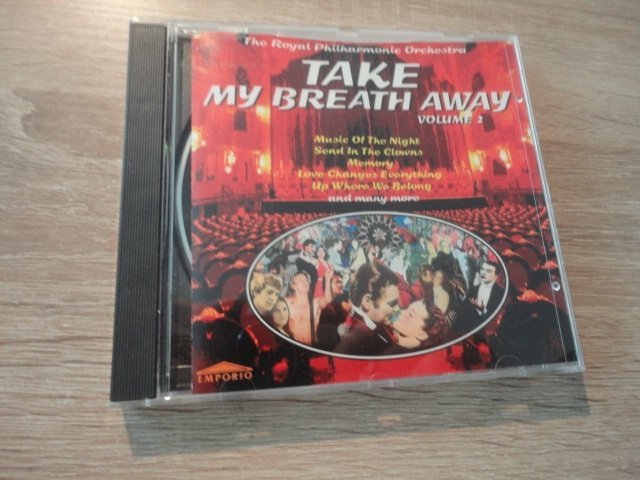 The Royal Philharmonic Orchestra
TAKE
MY BREATH AWAY
VOLUME 2
Music Of The Night
Send In The Clowns
Memory
Love Changes Everything
Up Where We Belong
and many more
EMPORIO